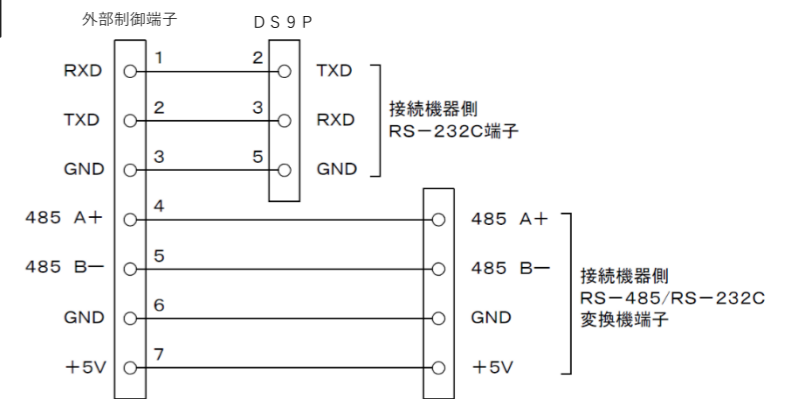 外部制御端子 DS9P
RXD 1 2 TXD
TXD 2 3 RXD
GND 3 5 GND
接続機器側
RS-232C端子
485 A+ 4 485 A+
485 B- 5 485 B-
GND 6 GND
+5V 7 +5V
接続機器側
RS-485/RS-232C
変換機端子